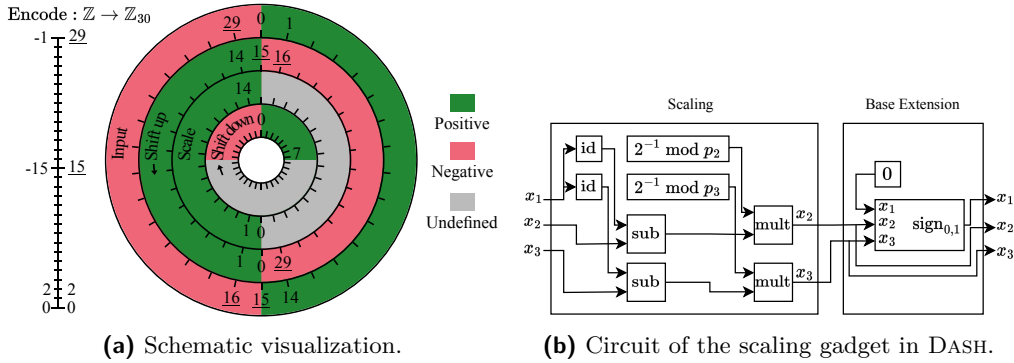 Encode : ℤ → ℤ₃₀
-1 29
-15 15
2 2
0 0
29 0 1
14 15 16
14
0
7
Input
Shift up
Scale
Shift down
1 0
1 0 29
16 15 14
Positive
Negative
Undefined
(a) Schematic visualization.
Scaling
Base Extension
id
2⁻¹ mod p₂
0
id
2⁻¹ mod p₃
x₁
x₂
x₃
sub
mult
x₂
sub
mult
x₃
x₁
x₂
x₃
sign₀,₁
x₁
x₂
x₃
(b) Circuit of the scaling gadget in DASH.